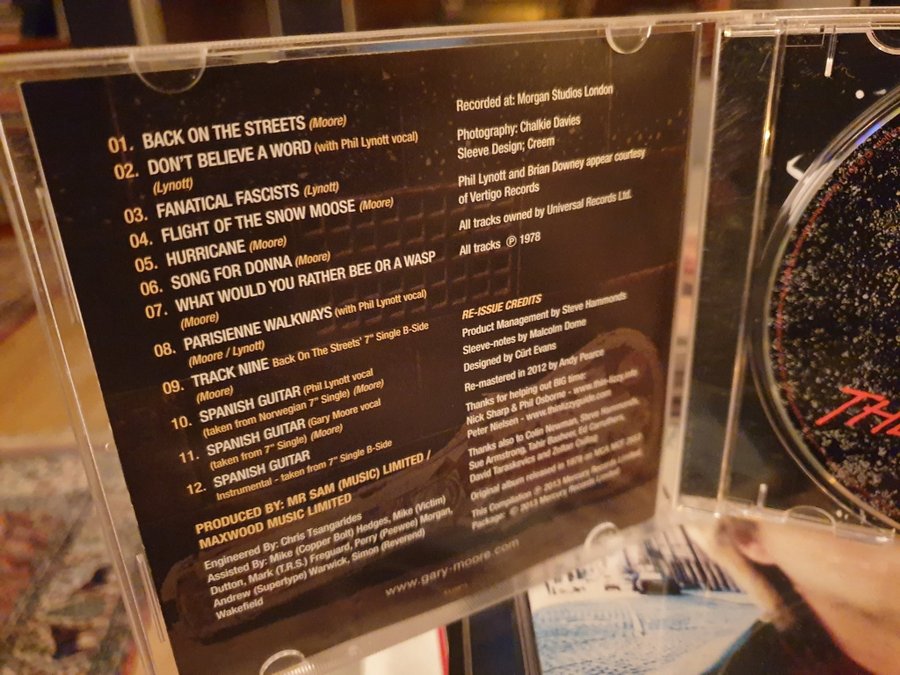 01. BACK ON THE STREETS (Moore)
02. DON'T BELIEVE A WORD (with Phil Lynott vocal)
(Lynott)
03. FANATICAL FASCISTS (Lynott)
04. FLIGHT OF THE SNOW MOOSE (Moore)
05. HURRICANE (Moore)
06. SONG FOR DONNA (Moore)
07. WHAT WOULD YOU RATHER BEE OR A WASP
(Moore)
08. PARISIENNE WALKWAYS (with Phil Lynott vocal)
(Moore / Lynott)
09. TRACK NINE Back On The Streets' 7" Single B-Side
(Moore)
10. SPANISH GUITAR (Phil Lynott vocal
(taken from Norwegian 7" Single) (Moore)
11. SPANISH GUITAR (Gary Moore vocal
(taken from 7" Single) (Moore)
12. SPANISH GUITAR
Instrumental - taken from 7" Single B-Side
PRODUCED BY: MR SAM (MUSIC) LIMITED /
MAXWOOD MUSIC LIMITED
Engineered By: Chris Tsangarides
Assisted By: Mike (Copper Bolt) Hedges, Mike (Victim)
Dutton, Mark (T.R.S.) Freguard, Perry (Peewee) Morgan,
Andrew (Supertype) Warwick, Simon (Reverend)
Wakefield
Recorded at: Morgan Studios London
Photography: Chalkie Davies
Sleeve Design; Creem
Phil Lynott and Brian Downey appear courtesy
of Vertigo Records
All tracks owned by Universal Records Ltd.
All tracks Ⓟ 1978
RE-ISSUE CREDITS
Product Management by Steve Hammonds
Sleeve-notes by Malcolm Dome
Designed by Cürt Evans
Re-mastered in 2012 by Andy Pearce
Thanks for helping out BIG time:
Nick Sharp & Phil Osborne - www.thin-lizzy.info
Peter Nielsen - www.thinlizzyguide.com
Thanks also to Colin Newman, Steve Hammonds,
Sue Armstrong, Tahir Basheer, Ed Carruthers,
David Taraskevics and Zoltan Csillag
Original album released in 1978 as MCA MCF 2853
This Compilation Ⓟ 2013 Mercury Records Limited.
Package: © 2013 Mercury Records Limited.
www.gary-moore.com